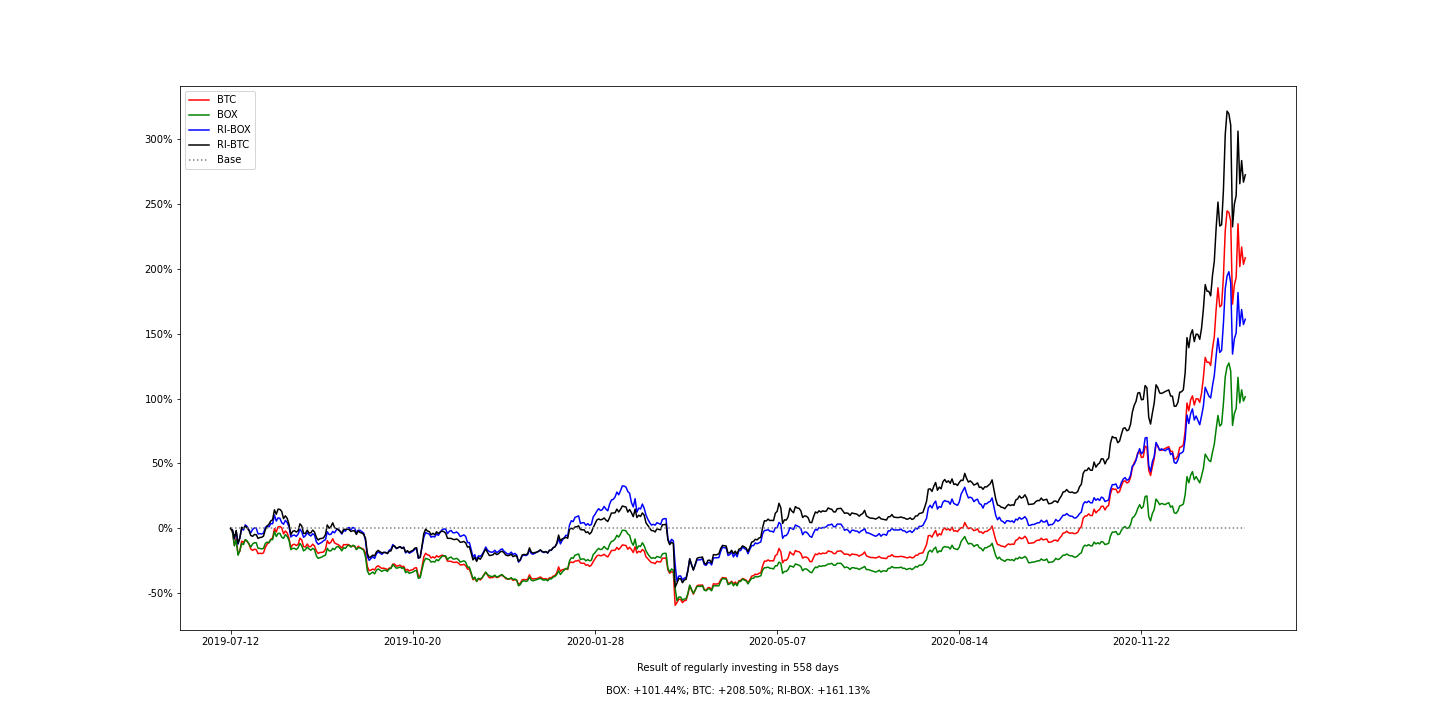 BTC
BOX
RI-BOX
RI-BTC
Base
300%
250%
200%
150%
100%
50%
0%
-50%
2019-07-12 2019-10-20 2020-01-28 2020-05-07 2020-08-14 2020-11-22
Result of regularly investing in 558 days
BOX: +101.44%; BTC: +208.50%; RI-BOX: +161.13%